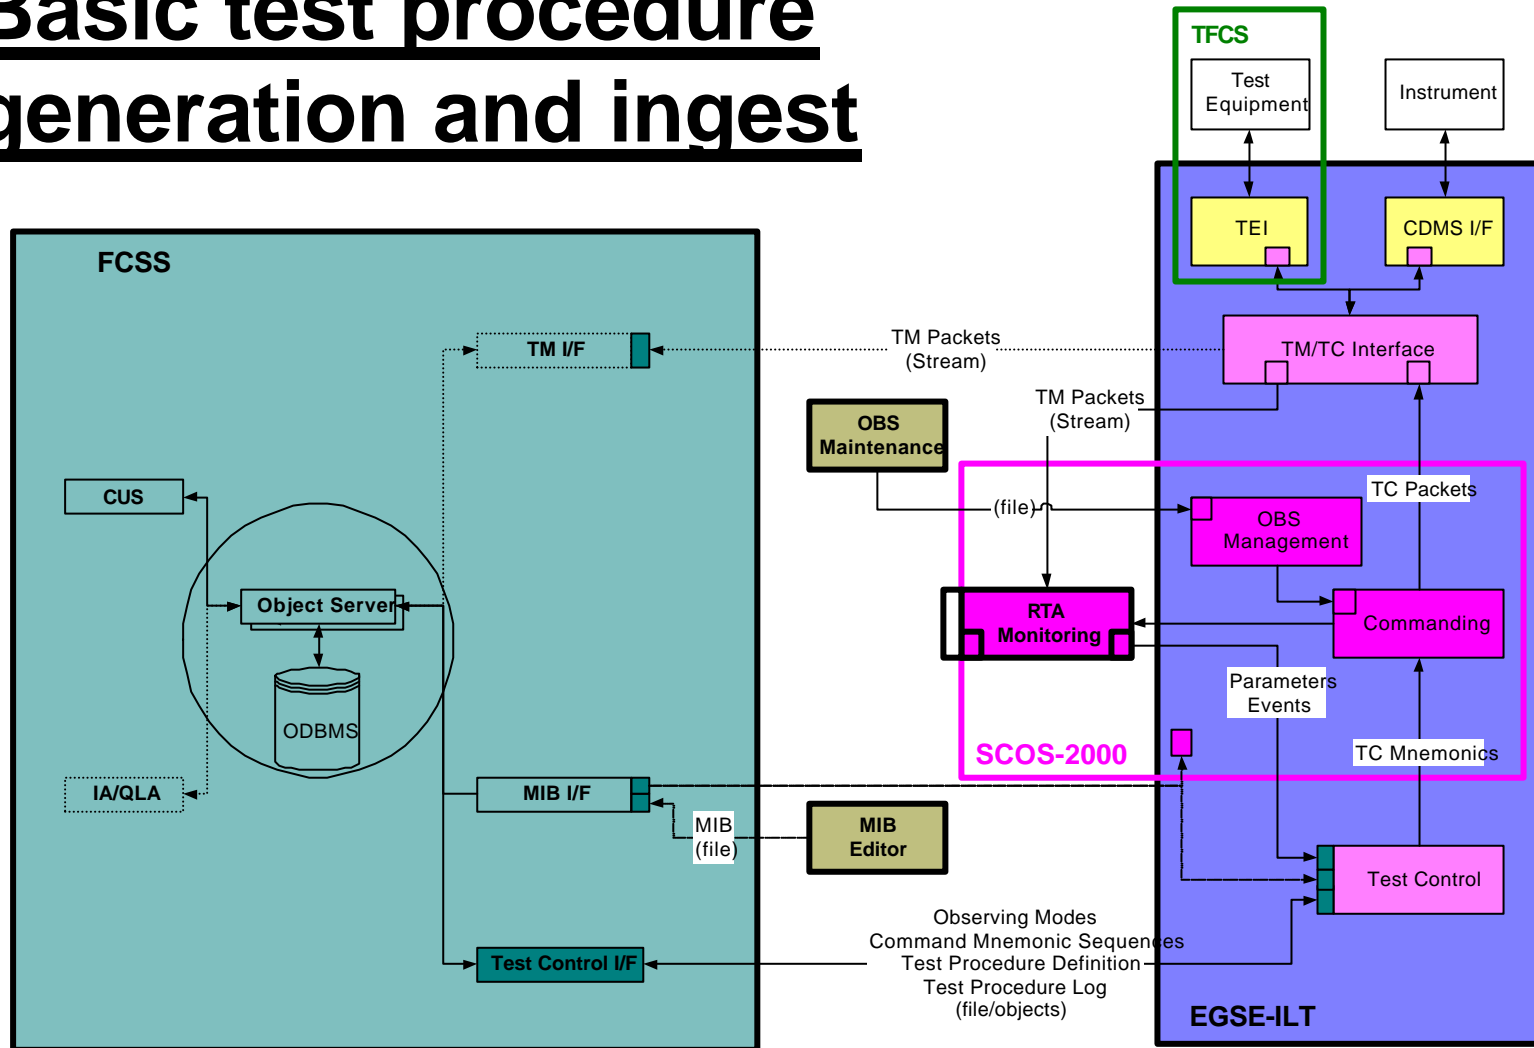 Basic test procedure
generation and ingest
TFCS
Test
Equipment
Instrument
TEI
CDMS I/F
FCSS
TM I/F
TM Packets
(Stream)
TM/TC Interface
TM Packets
(Stream)
OBS
Maintenance
CUS
(file)
TC Packets
OBS
Management
Object Server
RTA
Monitoring
Commanding
Parameters
Events
ODBMS
SCOS-2000
TC Mnemonics
IA/QLA
MIB I/F
MIB
(file)
MIB
Editor
Test Control
Observing Modes
Command Mnemonic Sequences
Test Control I/F
Test Procedure Definition
Test Procedure Log
(file/objects)
EGSE-ILT